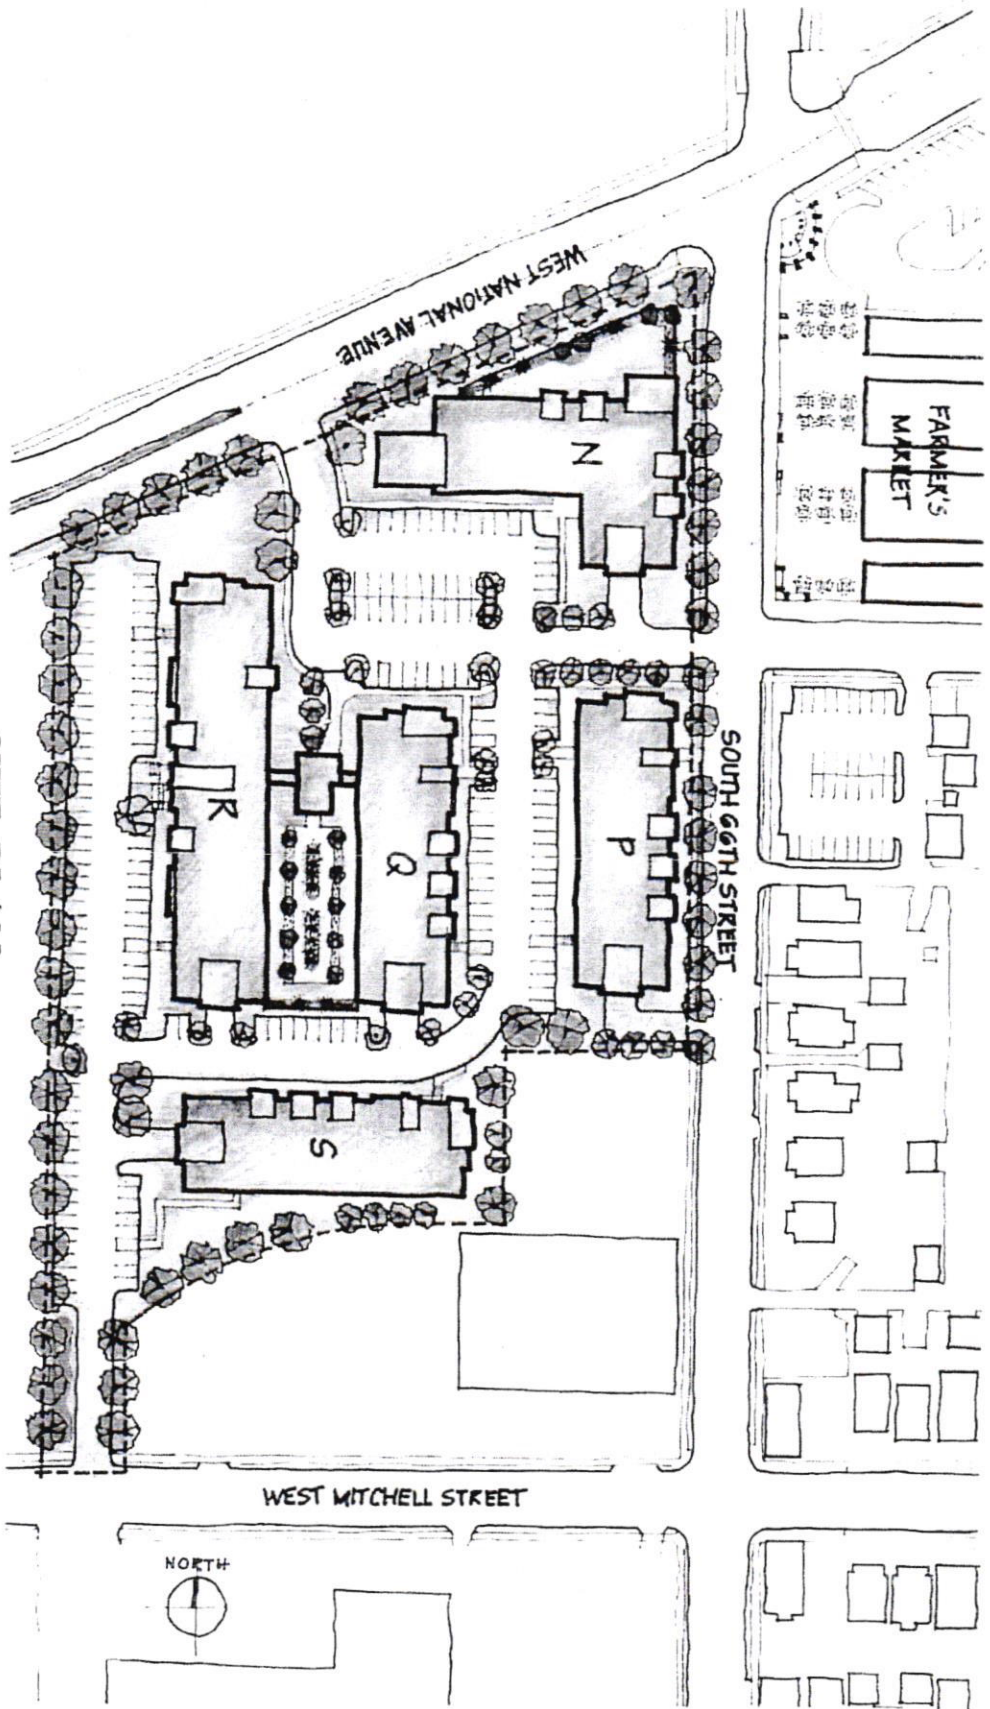 WEST NATIONAL AVENUE
FARMER'S
MARKET
N
SOUTH 66TH STREET
P
R
Q
S
WEST MITCHELL STREET
NORTH